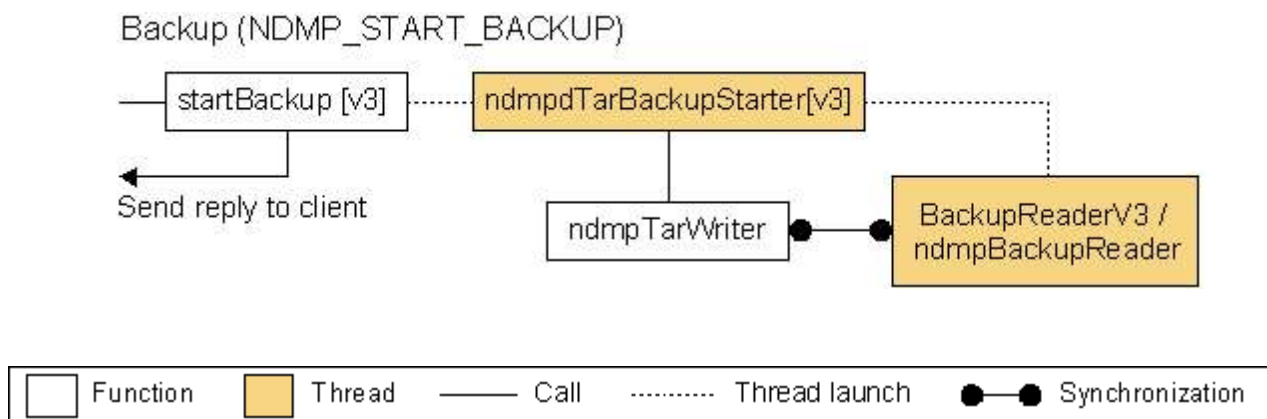 Backup (NDMP_START_BACKUP)
startBackup [v3]
ndmpdTarBackupStarter[v3]
Send reply to client
ndmpTarWriter
BackupReaderV3 /
ndmpBackupReader
Function
Thread
Call
Thread launch
Synchronization